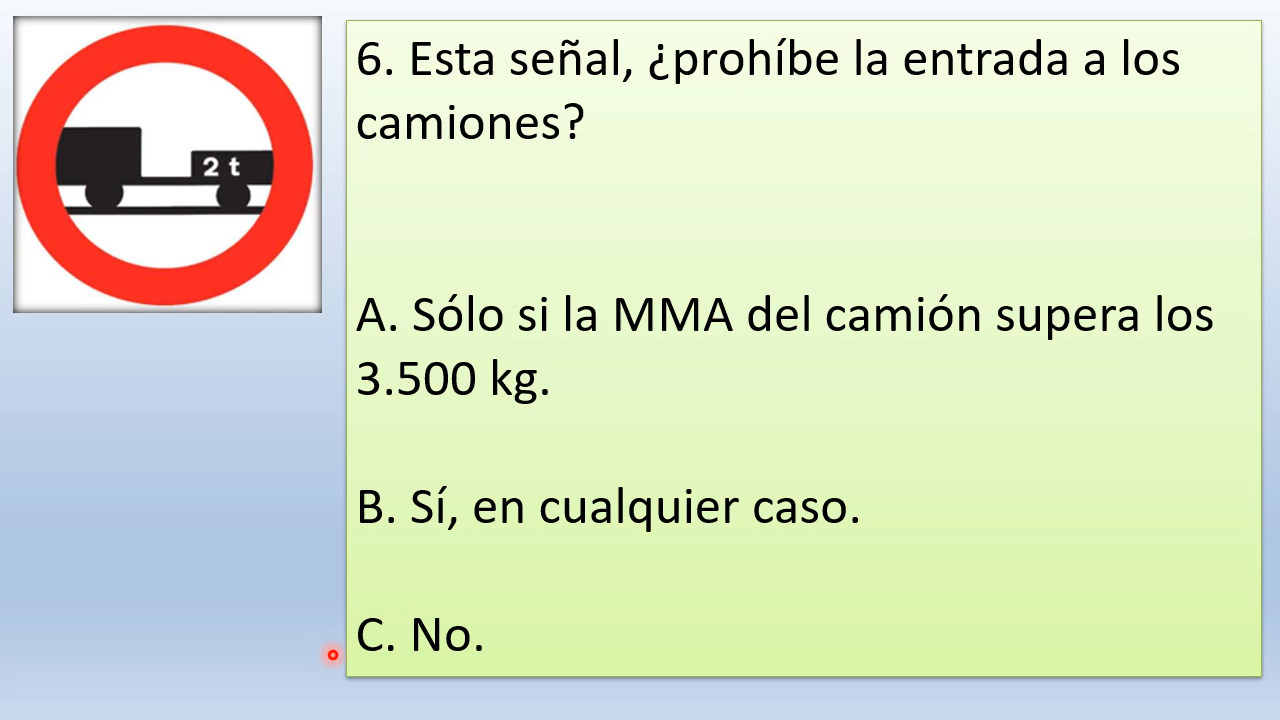 2 t
6. Esta señal, ¿prohíbe la entrada a los
camiones?
A. Sólo si la MMA del camión supera los
3.500 kg.
B. Sí, en cualquier caso.
C. No.